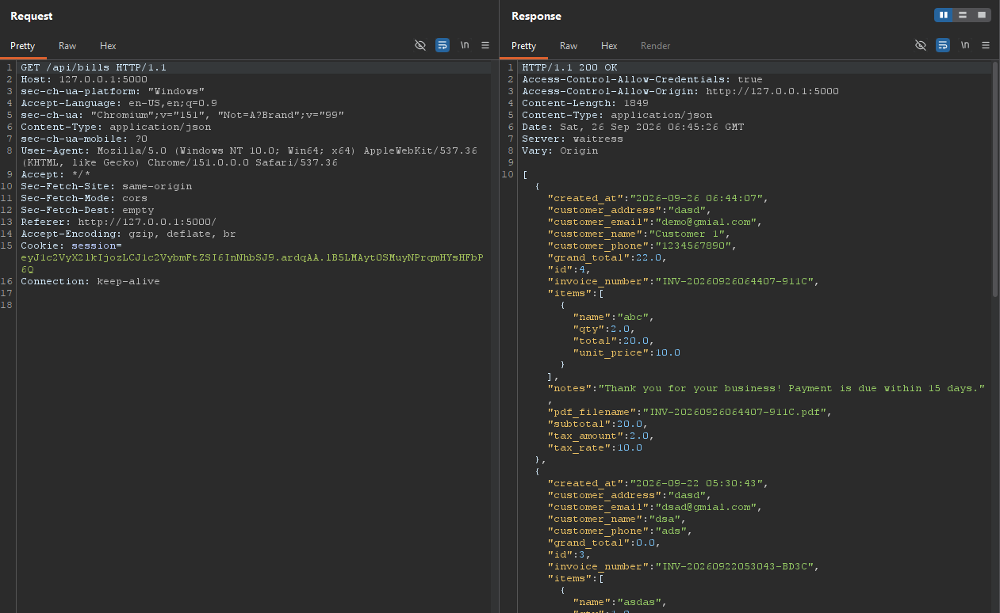 Request
Pretty Raw Hex \n
1 GET /api/bills HTTP/1.1
2 Host: 127.0.0.1:5000
3 sec-ch-ua-platform: "Windows"
4 Accept-Language: en-US,en;q=0.9
5 sec-ch-ua: "Chromium";v="151", "Not=A?Brand";v="99"
6 Content-Type: application/json
7 sec-ch-ua-mobile: ?0
8 User-Agent: Mozilla/5.0 (Windows NT 10.0; Win64; x64) AppleWebKit/537.36
(KHTML, like Gecko) Chrome/151.0.0.0 Safari/537.36
9 Accept: */*
10 Sec-Fetch-Site: same-origin
11 Sec-Fetch-Mode: cors
12 Sec-Fetch-Dest: empty
13 Referer: http://127.0.0.1:5000/
14 Accept-Encoding: gzip, deflate, br
15 Cookie: session=
6Q
16 Connection: keep-alive
17
18
Response
Pretty Raw Hex Render \n
1 HTTP/1.1 200 OK
2 Access-Control-Allow-Credentials: true
3 Access-Control-Allow-Origin: http://127.0.0.1:5000
4 Content-Length: 1849
5 Content-Type: application/json
6 Date: Sat, 26 Sep 2026 06:45:26 GMT
7 Server: waitress
8 Vary: Origin
9
10 [
{
"created_at":"2026-09-26 06:44:07",
"customer_address":"dasd",
"customer_email":"demo@gmial.com",
"customer_name":"Customer 1",
"customer_phone":"1234567890",
"grand_total":22.0,
"id":4,
"invoice_number":"INV-20260926064407-911C",
"items":[
{
"name":"abc",
"qty":2.0,
"total":20.0,
"unit_price":10.0
}
],
"notes":"Thank you for your business! Payment is due within 15 days."
,
"pdf_filename":"INV-20260926064407-911C.pdf",
"subtotal":20.0,
"tax_amount":2.0,
"tax_rate":10.0
},
{
"created_at":"2026-09-22 05:30:43",
"customer_address":"dasd",
"customer_email":"dsad@gmial.com",
"customer_name":"dsa",
"customer_phone":"ads",
"grand_total":0.0,
"id":3,
"invoice_number":"INV-20260922053043-BD3C",
"items":[
{
"name":"asdas",